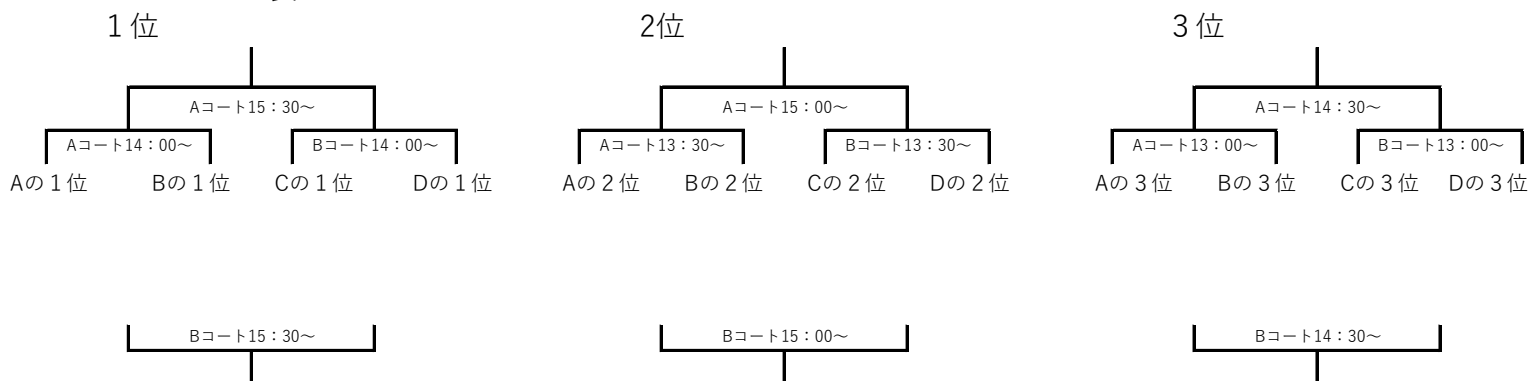 １位 2位 ３位
Aコート15：30～ Aコート15：00～ Aコート14：30～
Aコート14：00～ Bコート14：00～ Aコート13：30～ Bコート13：30～ Aコート13：00～ Bコート13：00～
Aの１位 Bの１位 Cの１位 Dの１位 Aの２位 Bの２位 Cの２位 Dの２位 Aの３位 Bの３位 Cの３位 Dの３位
Bコート15：30～ Bコート15：00～ Bコート14：30～